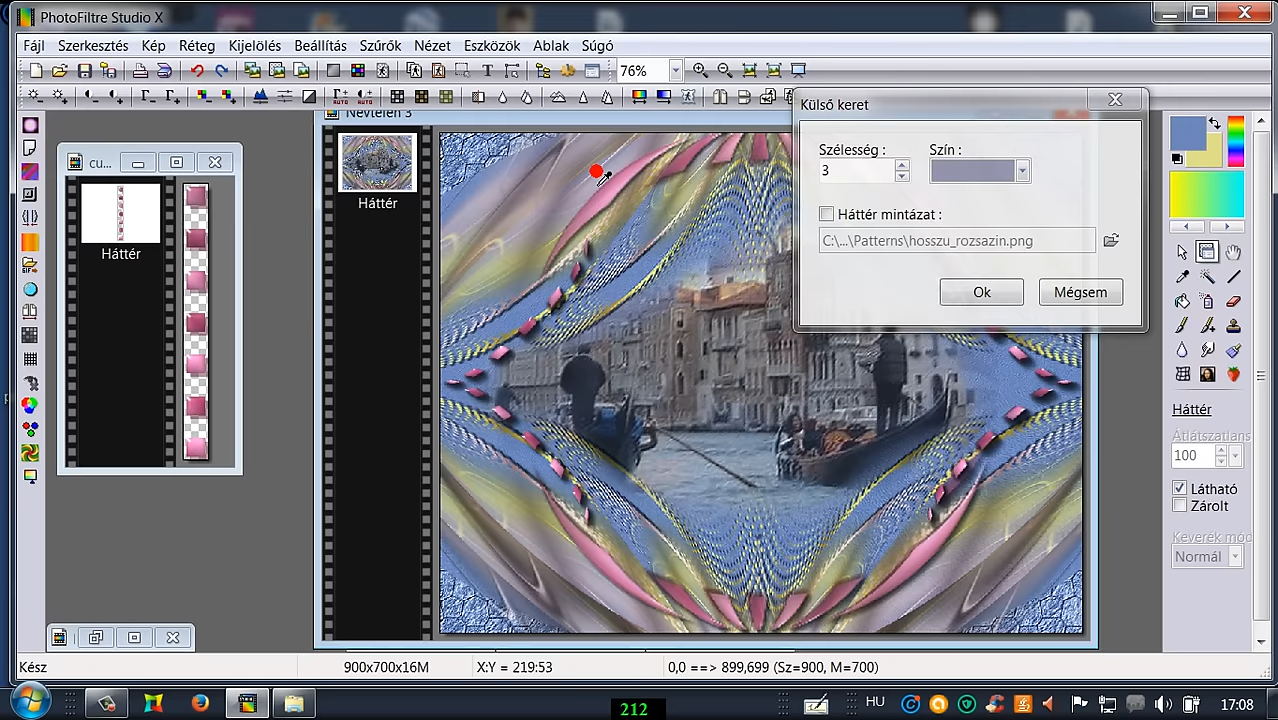 PhotoFiltre Studio X
Fájl Szerkesztés Kép Réteg Kijelölés Beállítás Szűrők Nézet Eszközök Ablak Súgó
76%
Névtelen 3
Külső keret
cu...
Szélesség : Szín :
3
Háttér mintázat :
C:\...\Patterns\hosszu_rozsazin.png
Ok Mégsem
Háttér
Háttér
Háttér
Átlátszatlans
100
Látható
Zárolt
Keverék mód
Normál
Kész 900x700x16M X:Y = 219:53 0,0 ==> 899,699 (Sz=900, M=700)
212
HU
17:08